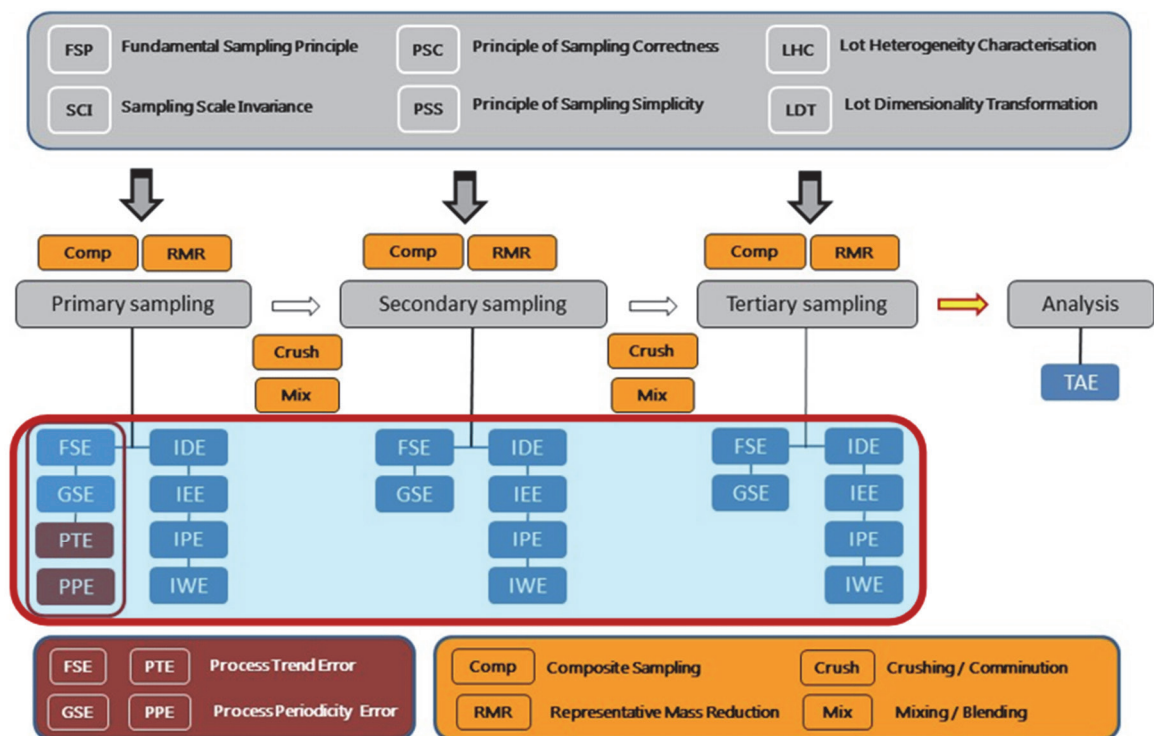 FSP Fundamental Sampling Principle PSC Principle of Sampling Correctness LHC Lot Heterogeneity Characterisation
SCI Sampling Scale Invariance PSS Principle of Sampling Simplicity LDT Lot Dimensionality Transformation
Comp RMR Comp RMR Comp RMR
Primary sampling Secondary sampling Tertiary sampling Analysis
Crush Crush
TAE
Mix Mix
FSE IDE FSE IDE FSE IDE
GSE IEE GSE IEE GSE IEE
PTE IPE IPE IPE
PPE IWE IWE IWE
FSE PTE Process Trend Error Comp Composite Sampling Crush Crushing / Comminution
GSE PPE Process Periodicity Error RMR Representative Mass Reduction Mix Mixing / Blending